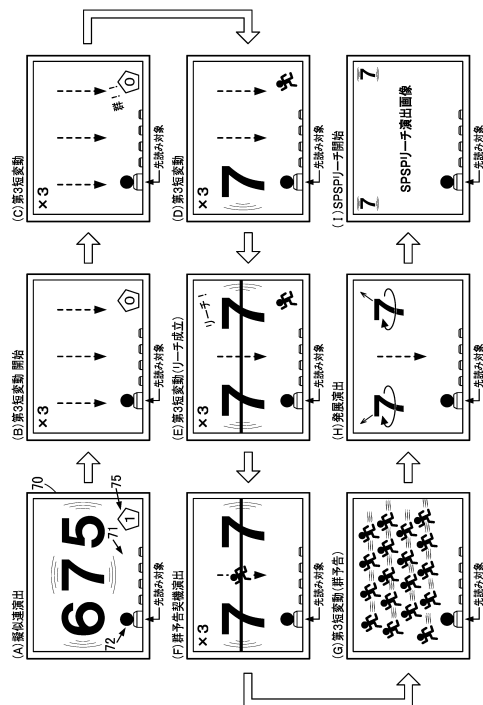 (A)擬似連演出
70
6 7 5
71
75
1
72
先読み対象
(B)第3短変動 開始
×3
0
先読み対象
(C)第3短変動
×3
群!!
0
先読み対象
(D)第3短変動
×3
7
先読み対象
(E)第3短変動(リーチ成立)
×3
リーチ!
7 7
先読み対象
(F)群予告契機演出
×3
7 7
先読み対象
(G)第3短変動(群予告)
先読み対象
(H)発展演出
7 7
先読み対象
(I)SPSPリーチ開始
7 7
SPSPリーチ演出画像
先読み対象